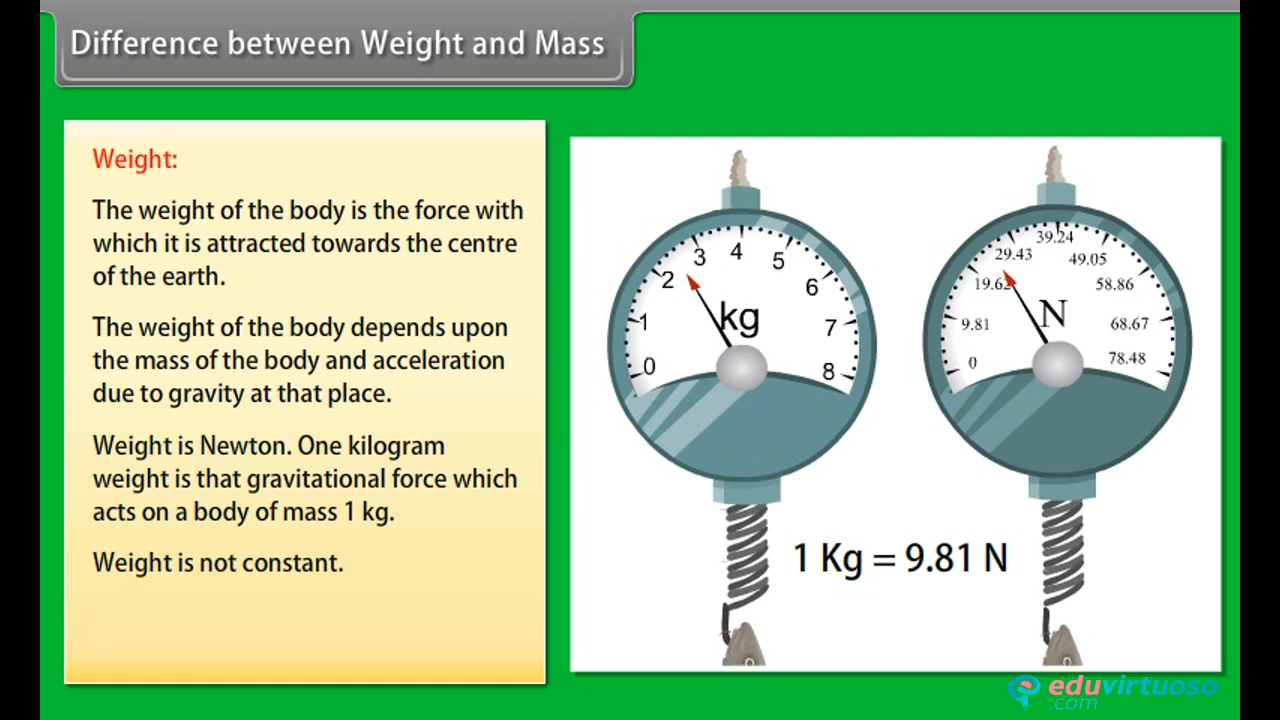 Difference between Weight and Mass
Weight:
The weight of the body is the force with
which it is attracted towards the centre
of the earth.
The weight of the body depends upon
the mass of the body and acceleration
due to gravity at that place.
Weight is Newton. One kilogram
weight is that gravitational force which
acts on a body of mass 1 kg.
Weight is not constant.
0
1
2
3
4
5
6
7
8
kg
0
9.81
19.62
29.43
39.24
49.05
58.86
68.67
78.48
N
1 Kg = 9.81 N
eduvirtuoso
.com